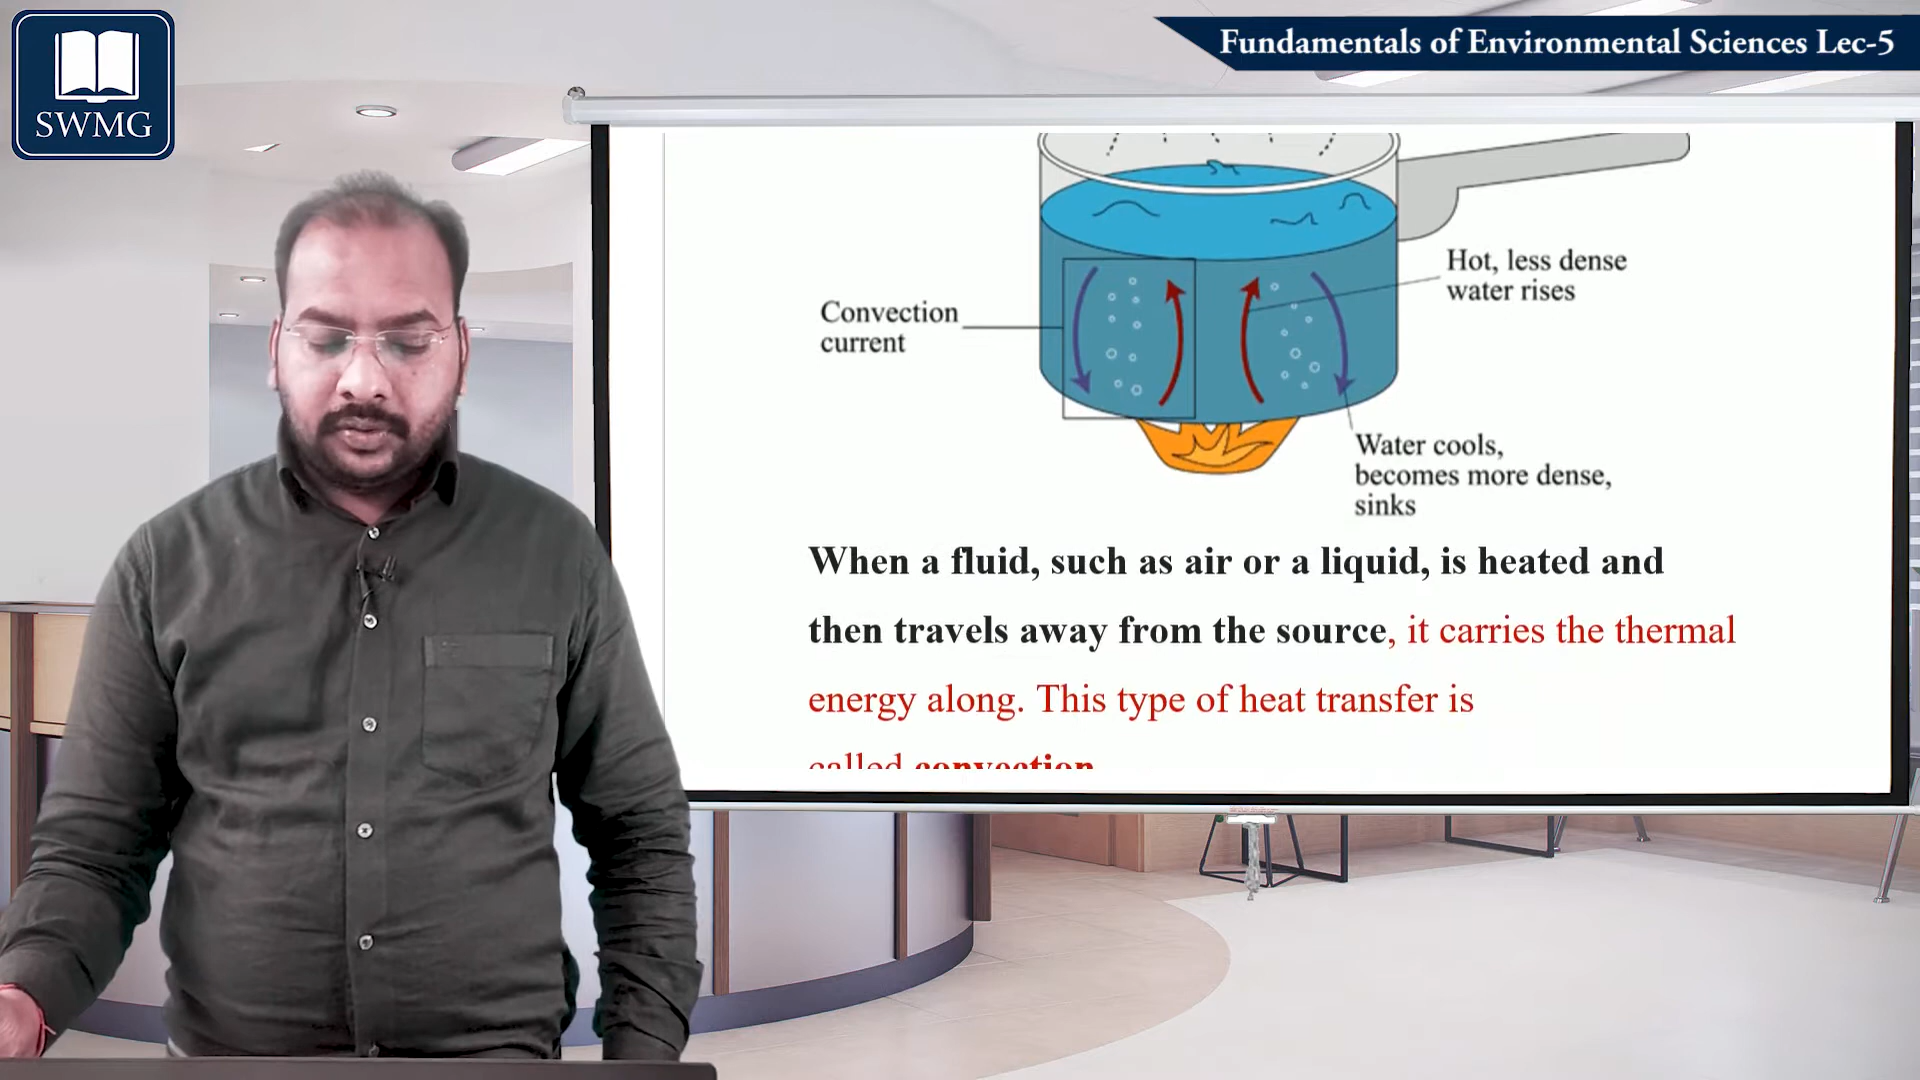 SWMG
Fundamentals of Environmental Sciences Lec-5
Hot, less dense
water rises
Convection
current
Water cools,
becomes more dense,
sinks
When a fluid, such as air or a liquid, is heated and
then travels away from the source, it carries the thermal
energy along. This type of heat transfer is
called convection